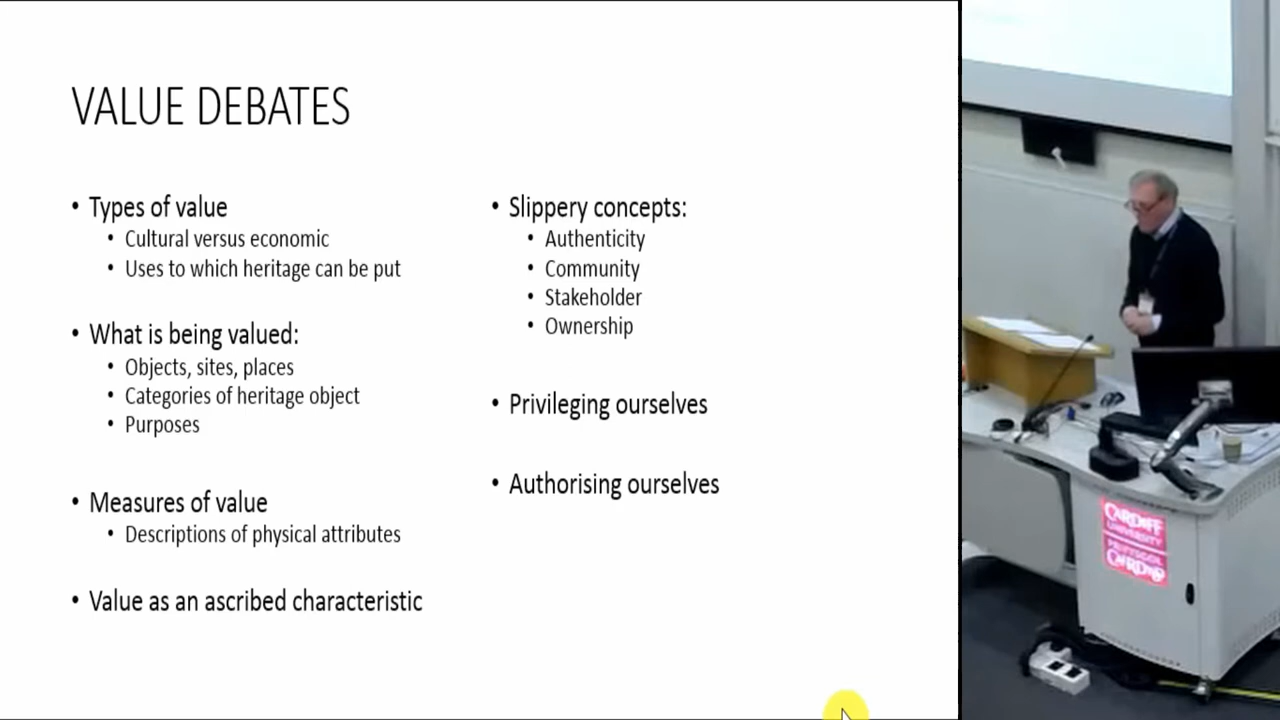 VALUE DEBATES
• Types of value
• Cultural versus economic
• Uses to which heritage can be put
• What is being valued:
• Objects, sites, places
• Categories of heritage object
• Purposes
• Measures of value
• Descriptions of physical attributes
• Value as an ascribed characteristic
• Slippery concepts:
• Authenticity
• Community
• Stakeholder
• Ownership
• Privileging ourselves
• Authorising ourselves
CARDIFF
UNIVERSITY
PRIFYSGOL
CAERDYDD